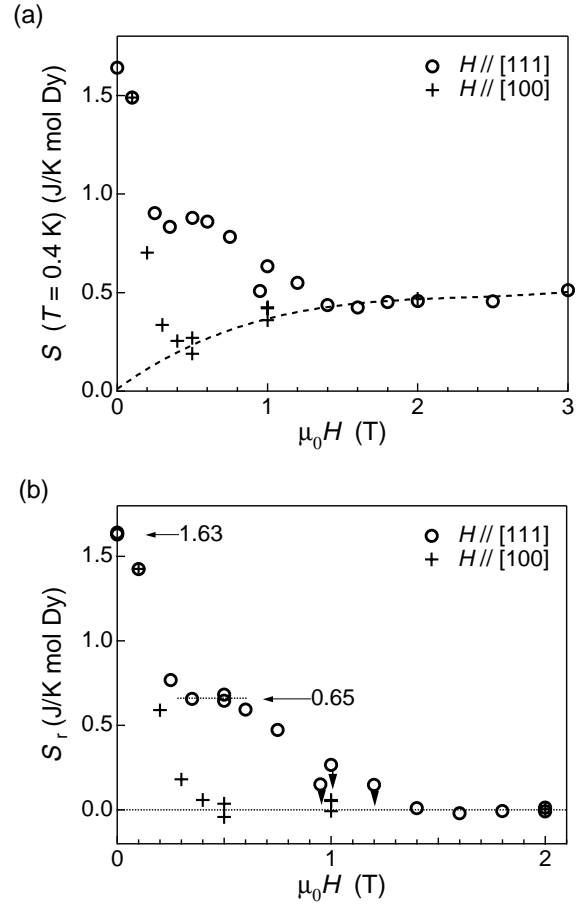 (a)
H // [111]
H // [100]
S (T = 0.4 K) (J/K mol Dy)
1.5
1.0
0.5
0.0
0
1
2
3
μ₀H (T)
(b)
1.63
H // [111]
H // [100]
0.65
Sᵣ (J/K mol Dy)
1.5
1.0
0.5
0.0
0
1
2
μ₀H (T)